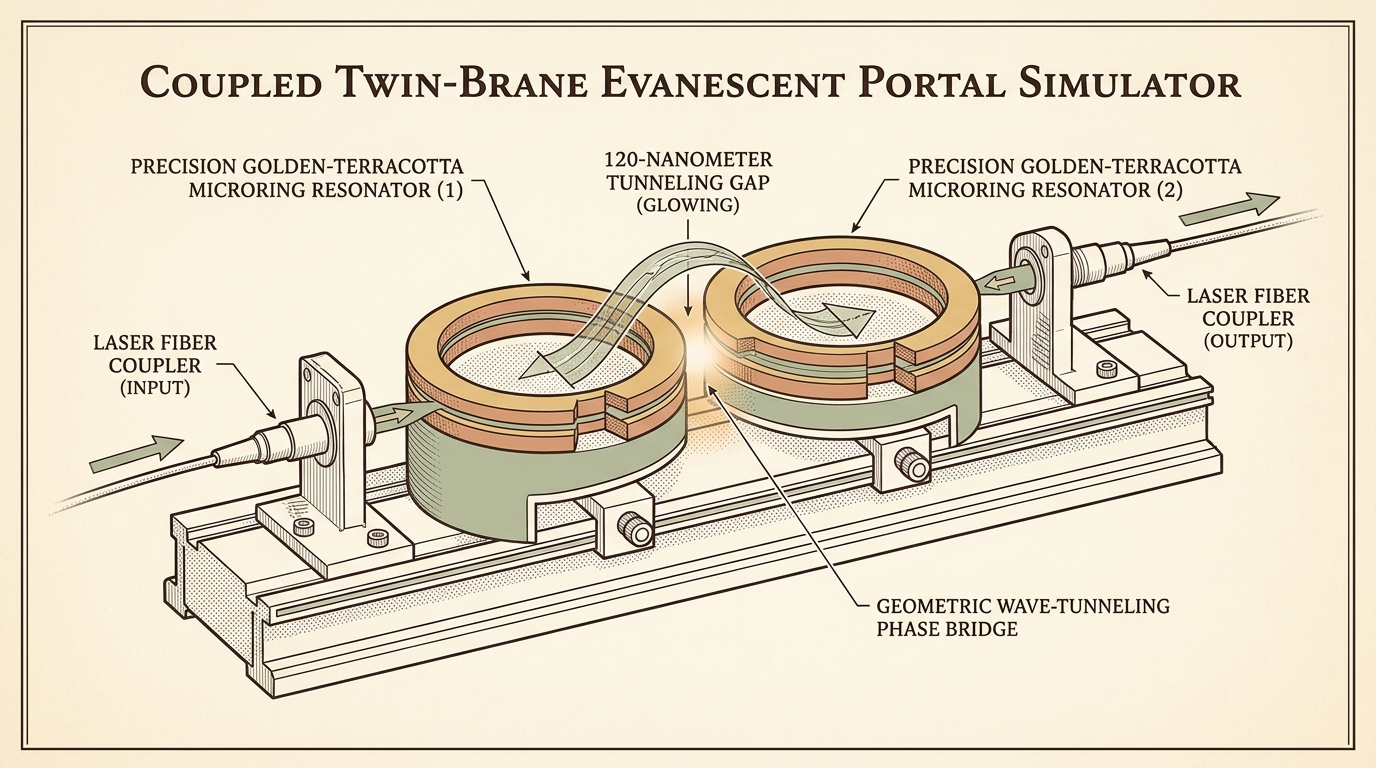 COUPLED TWIN-BRANE EVANESCENT PORTAL SIMULATOR
PRECISION GOLDEN-TERRACOTTA
MICRORING RESONATOR (1)
120-NANOMETER
TUNNELING GAP
(GLOWING)
PRECISION GOLDEN-TERRACOTTA
MICRORING RESONATOR (2)
LASER FIBER
COUPLER
(INPUT)
LASER FIBER
COUPLER
(OUTPUT)
GEOMETRIC WAVE-TUNNELING
PHASE BRIDGE